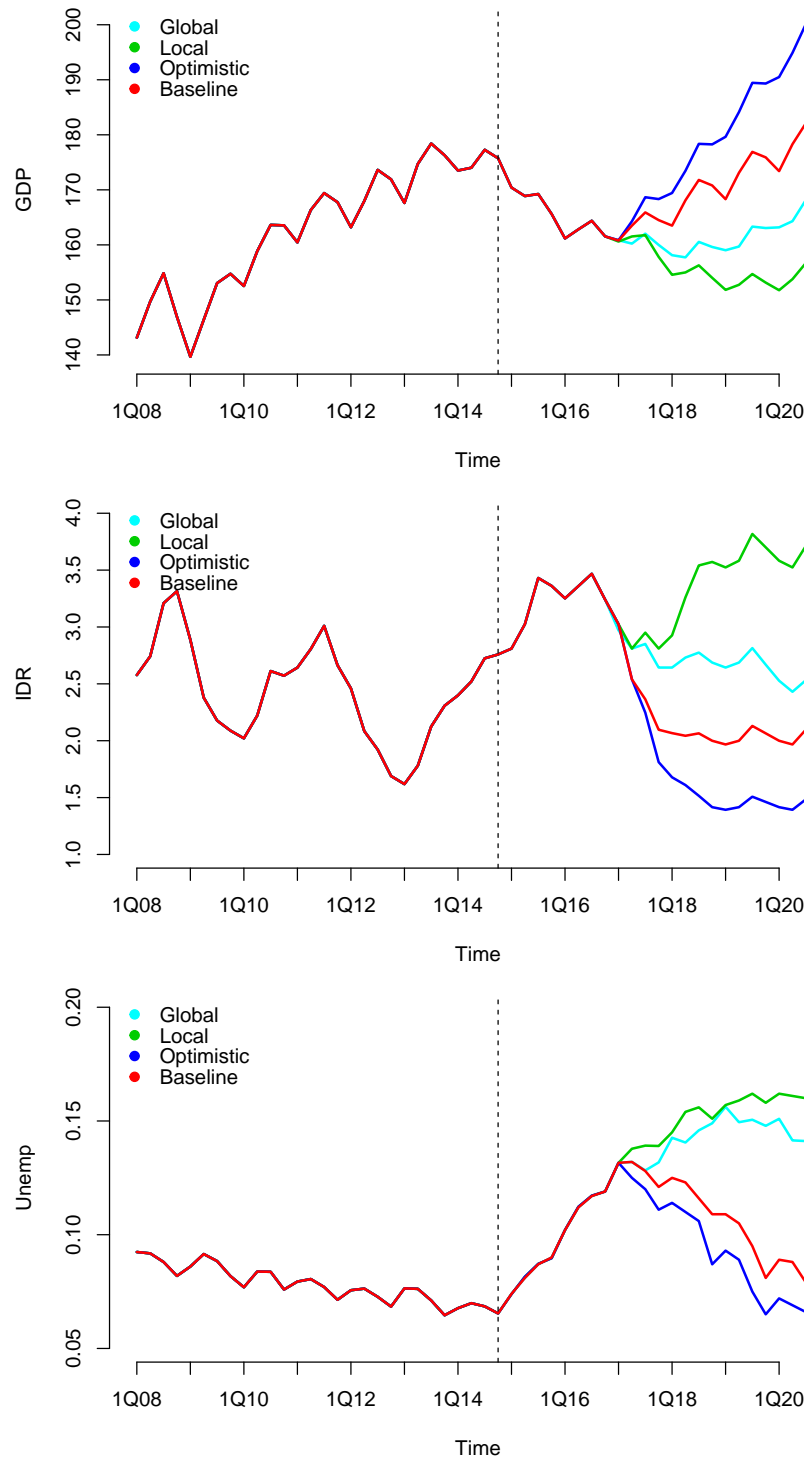 GDP
200
190
180
170
160
150
140
Global
Local
Optimistic
Baseline
1Q08 1Q10 1Q12 1Q14 1Q16 1Q18 1Q20
Time
IDR
4.0
3.5
3.0
2.5
2.0
1.5
1.0
Global
Local
Optimistic
Baseline
1Q08 1Q10 1Q12 1Q14 1Q16 1Q18 1Q20
Time
Unemp
0.20
0.15
0.10
0.05
Global
Local
Optimistic
Baseline
1Q08 1Q10 1Q12 1Q14 1Q16 1Q18 1Q20
Time